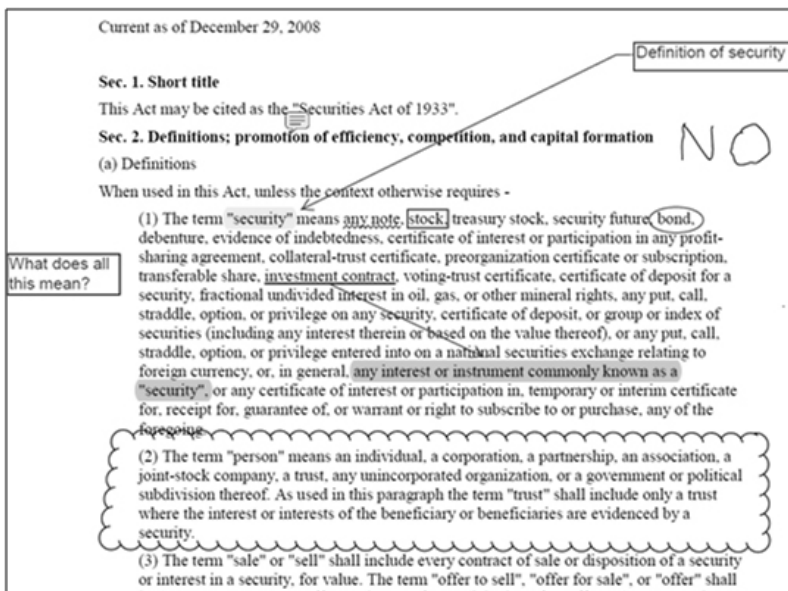 Current as of December 29, 2008
Definition of security
Sec. 1. Short title
This Act may be cited as the "Securities Act of 1933".
Sec. 2. Definitions; promotion of efficiency, competition, and capital formation
NO
(a) Definitions
When used in this Act, unless the context otherwise requires -
(1) The term "security" means any note, stock, treasury stock, security future, bond,
debenture, evidence of indebtedness, certificate of interest or participation in any profit-
sharing agreement, collateral-trust certificate, preorganization certificate or subscription,
What does all
this mean?
transferable share, investment contract, voting-trust certificate, certificate of deposit for a
security, fractional undivided interest in oil, gas, or other mineral rights, any put, call,
straddle, option, or privilege on any security, certificate of deposit, or group or index of
securities (including any interest therein or based on the value thereof), or any put, call,
straddle, option, or privilege entered into on a national securities exchange relating to
foreign currency, or, in general, any interest or instrument commonly known as a
"security", or any certificate of interest or participation in, temporary or interim certificate
for, receipt for, guarantee of, or warrant or right to subscribe to or purchase, any of the
foregoing
(2) The term "person" means an individual, a corporation, a partnership, an association, a
joint-stock company, a trust, any unincorporated organization, or a government or political
subdivision thereof. As used in this paragraph the term "trust" shall include only a trust
where the interest or interests of the beneficiary or beneficiaries are evidenced by a
security.
(3) The term "sale" or "sell" shall include every contract of sale or disposition of a security
or interest in a security, for value. The term "offer to sell", "offer for sale", or "offer" shall